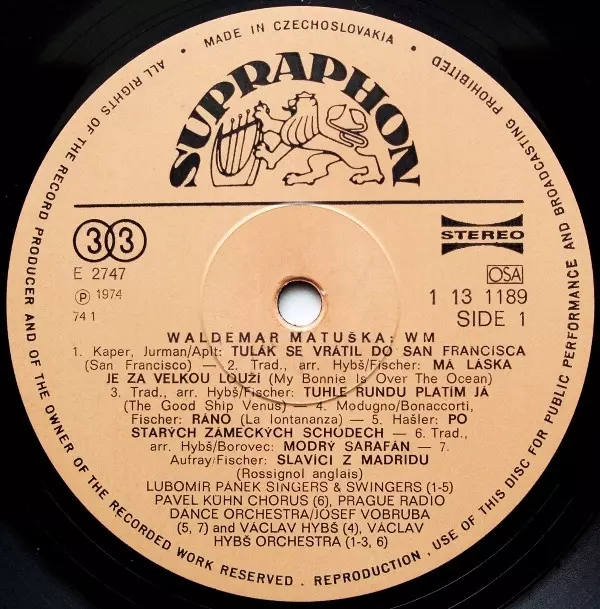 ALL RIGHTS OF THE RECORD PRODUCER AND OF THE OWNER OF THE RECORDED WORK RESERVED . REPRODUCTION , USE OF THIS DISC FOR PUBLIC PERFORMANCE AND BROADCASTING PROHIBITED
• MADE IN CZECHOSLOVAKIA •
SUPRAPHON
33
STEREO
E 2747
OSA
Ⓟ 1974
1 13 1189
74 1
SIDE 1
WALDEMAR MATUŠKA: WM
1. Kaper, Jurman/Aplt: TULÁK SE VRÁTIL DO SAN FRANCISCA
(San Francisco) — 2. Trad., arr. Hybš/Fischer: MÁ LÁSKA
JE ZA VELKOU LOUŽÍ (My Bonnie Is Over The Ocean)
3. Trad., arr. Hybš/Fischer: TUHLE RUNDU PLATÍM JÁ
(The Good Ship Venus) — 4. Modugno/Bonaccorti,
Fischer: RÁNO (La lontananza) — 5. Hašler: PO
STARÝCH ZÁMECKÝCH SCHODECH — 6. Trad.,
arr. Hybš/Borovec: MODRÝ SARAFÁN — 7.
Aufray/Fischer: SLAVÍCI Z MADRIDU
(Rossignol anglais)
LUBOMÍR PÁNEK SINGERS & SWINGERS (1-5)
PAVEL KÜHN CHORUS (6), PRAGUE RADIO
DANCE ORCHESTRA/JOSEF VOBRUBA
(5, 7) and VÁCLAV HYBŠ (4), VÁCLAV
HYBŠ ORCHESTRA (1-3, 6)